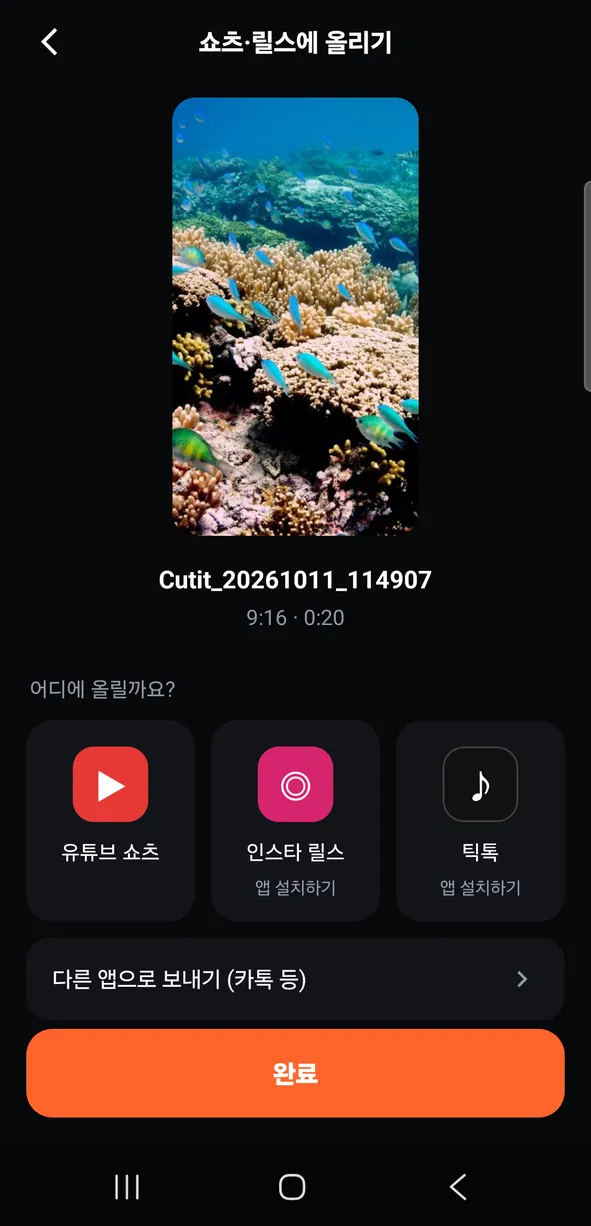 쇼츠·릴스에 올리기
Cutit_20261011_114907
9:16 · 0:20
어디에 올릴까요?
유튜브 쇼츠
인스타 릴스
앱 설치하기
틱톡
앱 설치하기
다른 앱으로 보내기 (카톡 등)
완료